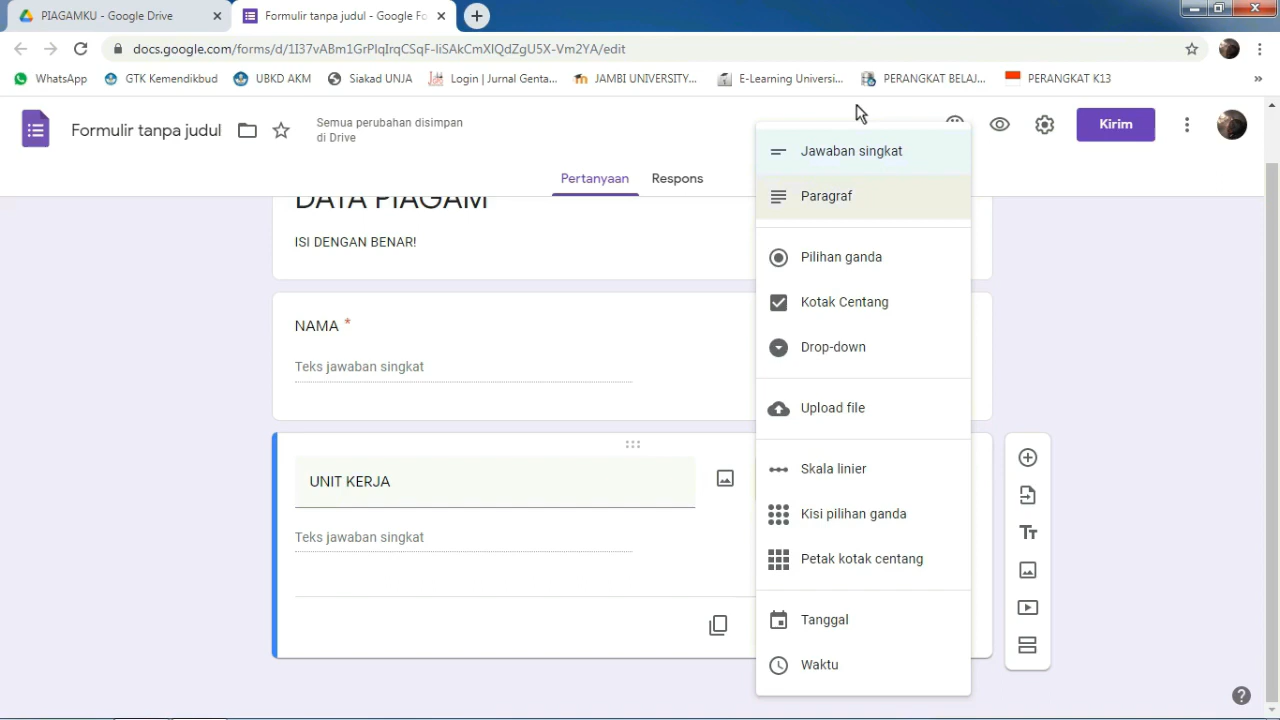 PIAGAMKU - Google Drive
Formulir tanpa judul - Google Fo
docs.google.com/forms/d/1I37vABm1GrPlqIrqCSqF-IiSAkCmXlQdZgU5X-Vm2YA/edit
WhatsApp
GTK Kemendikbud
UBKD AKM
Siakad UNJA
Login | Jurnal Genta...
JAMBI UNIVERSITY...
E-Learning Universi...
PERANGKAT BELAJ...
PERANGKAT K13
»
Formulir tanpa judul
Semua perubahan disimpan
di Drive
Kirim
Pertanyaan
Respons
DATA PIAGAM
ISI DENGAN BENAR!
NAMA *
Teks jawaban singkat
UNIT KERJA
Teks jawaban singkat
Jawaban singkat
Paragraf
Pilihan ganda
Kotak Centang
Drop-down
Upload file
Skala linier
Kisi pilihan ganda
Petak kotak centang
Tanggal
Waktu
Tт